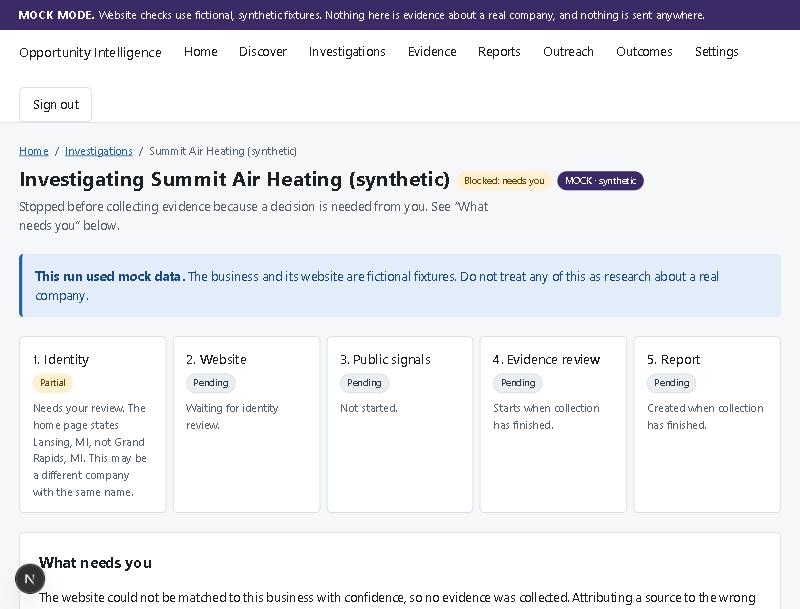 MOCK MODE. Website checks use fictional, synthetic fixtures. Nothing here is evidence about a real company, and nothing is sent anywhere.
Opportunity Intelligence Home Discover Investigations Evidence Reports Outreach Outcomes Settings
Sign out
Home / Investigations / Summit Air Heating (synthetic)
Investigating Summit Air Heating (synthetic) Blocked: needs you MOCK · synthetic
Stopped before collecting evidence because a decision is needed from you. See "What
needs you" below.
This run used mock data. The business and its website are fictional fixtures. Do not treat any of this as research about a real
company.
1. Identity
Partial
Needs your review. The
home page states
Lansing, MI, not Grand
Rapids, MI. This may be
a different company
with the same name.
2. Website
Pending
Waiting for identity
review.
3. Public signals
Pending
Not started.
4. Evidence review
Pending
Starts when collection
has finished.
5. Report
Pending
Created when collection
has finished.
What needs you
N
The website could not be matched to this business with confidence, so no evidence was collected. Attributing a source to the wrong